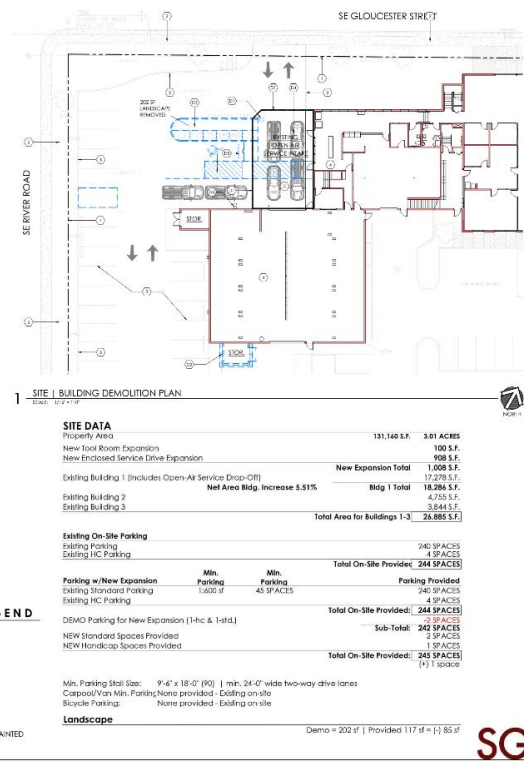 SE GLOUCESTER STREET
202 SF
LANDSCAPE
REMOVED
EXISTING
OPEN AIR
SERVICE INTAKE
SE RIVER ROAD
STOR.
STOR.
1 SITE | BUILDING DEMOLITION PLAN
NORTH
SITE DATA
Property Area 131,160 S.F. 3.01 ACRES
New Tool Room Expansion 100 S.F.
New Enclosed Service Drive Expansion 908 S.F.
New Expansion Total 1,008 S.F.
Existing Building 1 (Includes Open-Air Service Drop-Off) 17,278 S.F.
Net Area Bldg. Increase 5.51% Bldg 1 Total 18,286 S.F.
Existing Building 2 4,755 S.F.
Existing Building 3 3,844 S.F.
Total Area for Buildings 1-3 26,885 S.F.
Existing On-Site Parking
Existing Parking 240 SPACES
Existing HC Parking 4 SPACES
Total On-Site Provided 244 SPACES
Min. Min.
Parking w/New Expansion Parking Parking Parking Provided
Existing Standard Parking 1:600 sf 45 SPACES 240 SPACES
Existing HC Parking 4 SPACES
Total On-Site Provided: 244 SPACES
DEMO Parking for New Expansion (1-hc & 1-std.) -2 SPACES
Sub-Total: 242 SPACES
NEW Standard Spaces Provided 2 SPACES
NEW Handicap Spaces Provided 1 SPACES
Total On-Site Provided: 245 SPACES
(+) 1 space
Min. Parking Stall Size: 9'-6" x 18'-0" (90) | min. 24'-0" wide two-way drive lanes
Carpool/Van Min. Parking None provided - Existing on-site
Bicycle Parking: None provided - Existing on-site
Landscape
Demo = 202 sf | Provided 117 sf = (-) 85 sf
END
AINTED
SG